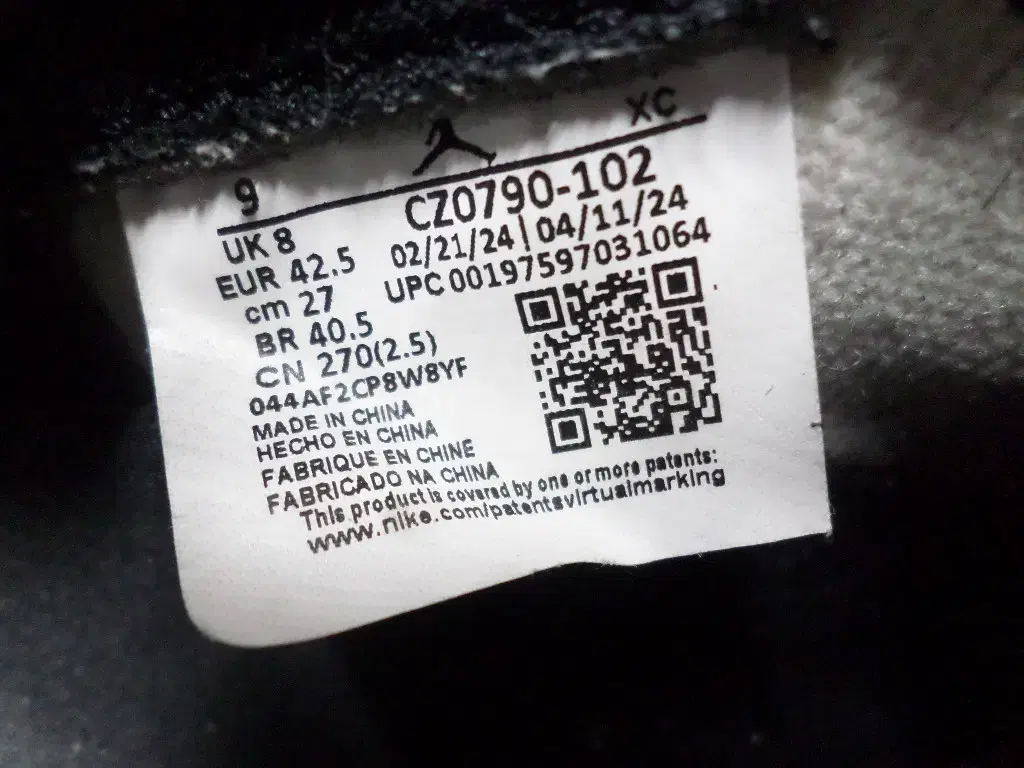 9 XC
UK 8
EUR 42.5
cm 27
BR 40.5
CN 270(2.5)
044AF2CP8W8YF
MADE IN CHINA
HECHO EN CHINA
FABRIQUE EN CHINE
FABRICADO NA CHINA
CZ0790-102
02/21/24|04/11/24
UPC 00197597031064
This product is covered by one or more patents:
www.nike.com/patentsvirtualmarking